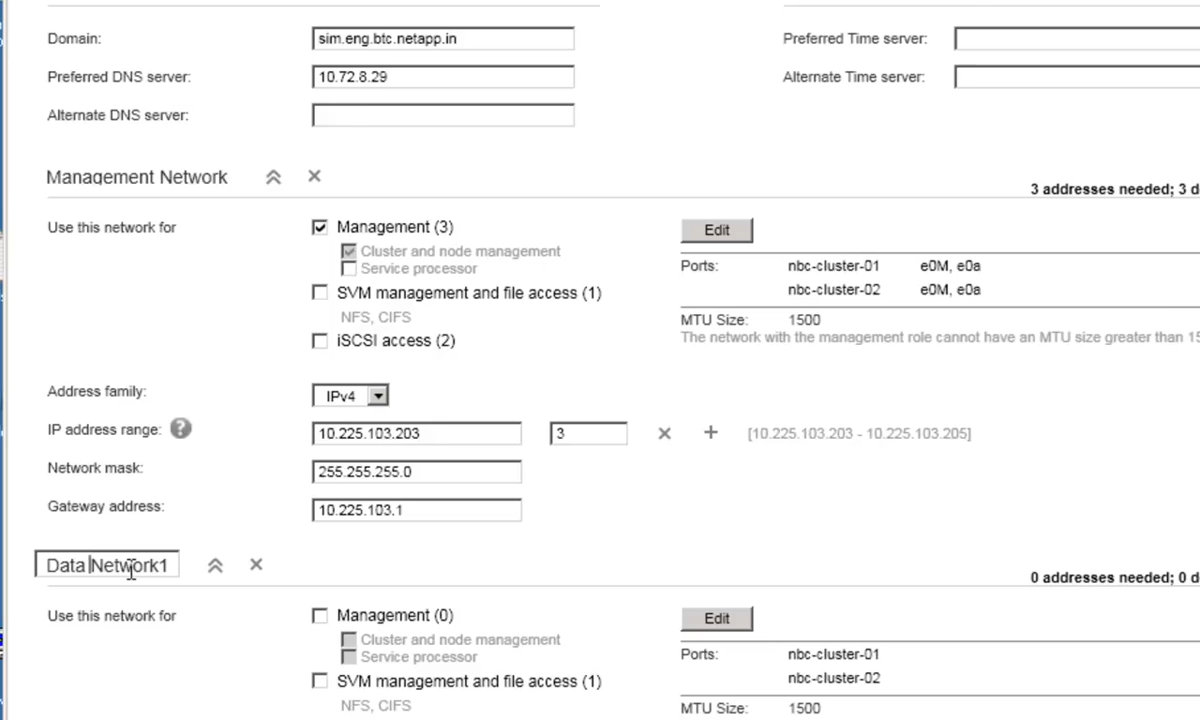 Domain: sim.eng.btc.netapp.in Preferred Time server:
Preferred DNS server: 10.72.8.29 Alternate Time server:
Alternate DNS server:
Management Network
3 addresses needed; 3 d
Use this network for Management (3) Edit
Cluster and node management
Service processor
Ports: nbc-cluster-01 e0M, e0a
nbc-cluster-02 e0M, e0a
SVM management and file access (1)
NFS, CIFS
MTU Size: 1500
The network with the management role cannot have an MTU size greater than 15
iSCSI access (2)
Address family: IPv4
IP address range: ? 10.225.103.203 3 [10.225.103.203 - 10.225.103.205]
Network mask: 255.255.255.0
Gateway address: 10.225.103.1
Data Network1
0 addresses needed; 0 d
Use this network for Management (0) Edit
Cluster and node management
Service processor
Ports: nbc-cluster-01
nbc-cluster-02
SVM management and file access (1)
NFS, CIFS
MTU Size: 1500